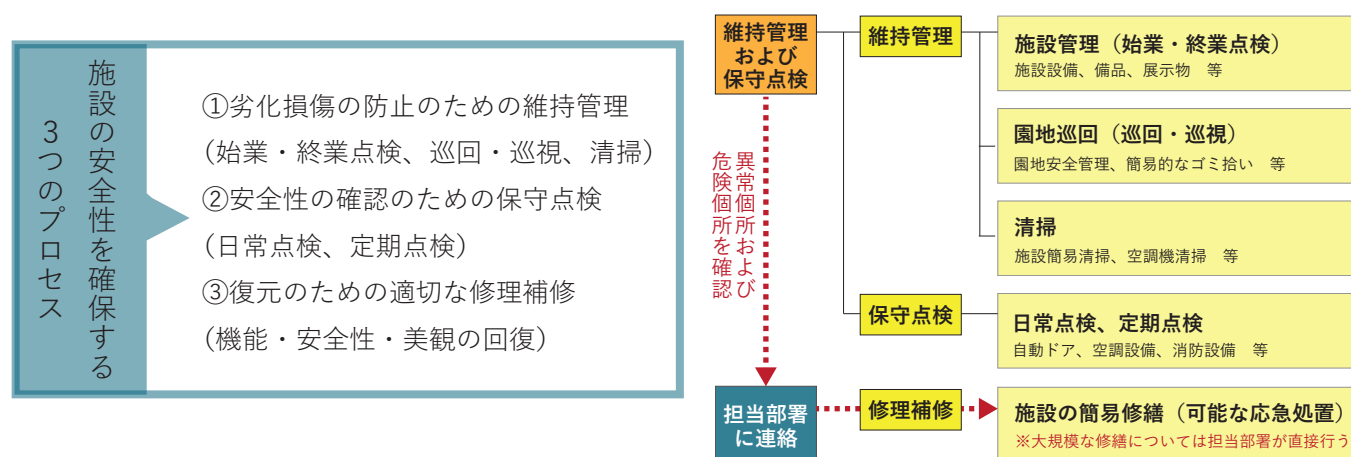 施設の安全性を確保する
3つのプロセス
①劣化損傷の防止のための維持管理
(始業・終業点検、巡回・巡視、清掃)
②安全性の確認のための保守点検
(日常点検、定期点検)
③復元のための適切な修理補修
(機能・安全性・美観の回復)
維持管理
および
保守点検
維持管理
施設管理（始業・終業点検）
施設設備、備品、展示物　等
園地巡回（巡回・巡視）
園地安全管理、簡易的なゴミ拾い　等
清掃
施設簡易清掃、空調機清掃　等
異常個所および
危険個所を確認
保守点検
日常点検、定期点検
自動ドア、空調設備、消防設備　等
担当部署
に連絡
修理補修
施設の簡易修繕（可能な応急処置）
※大規模な修繕については担当部署が直接行う